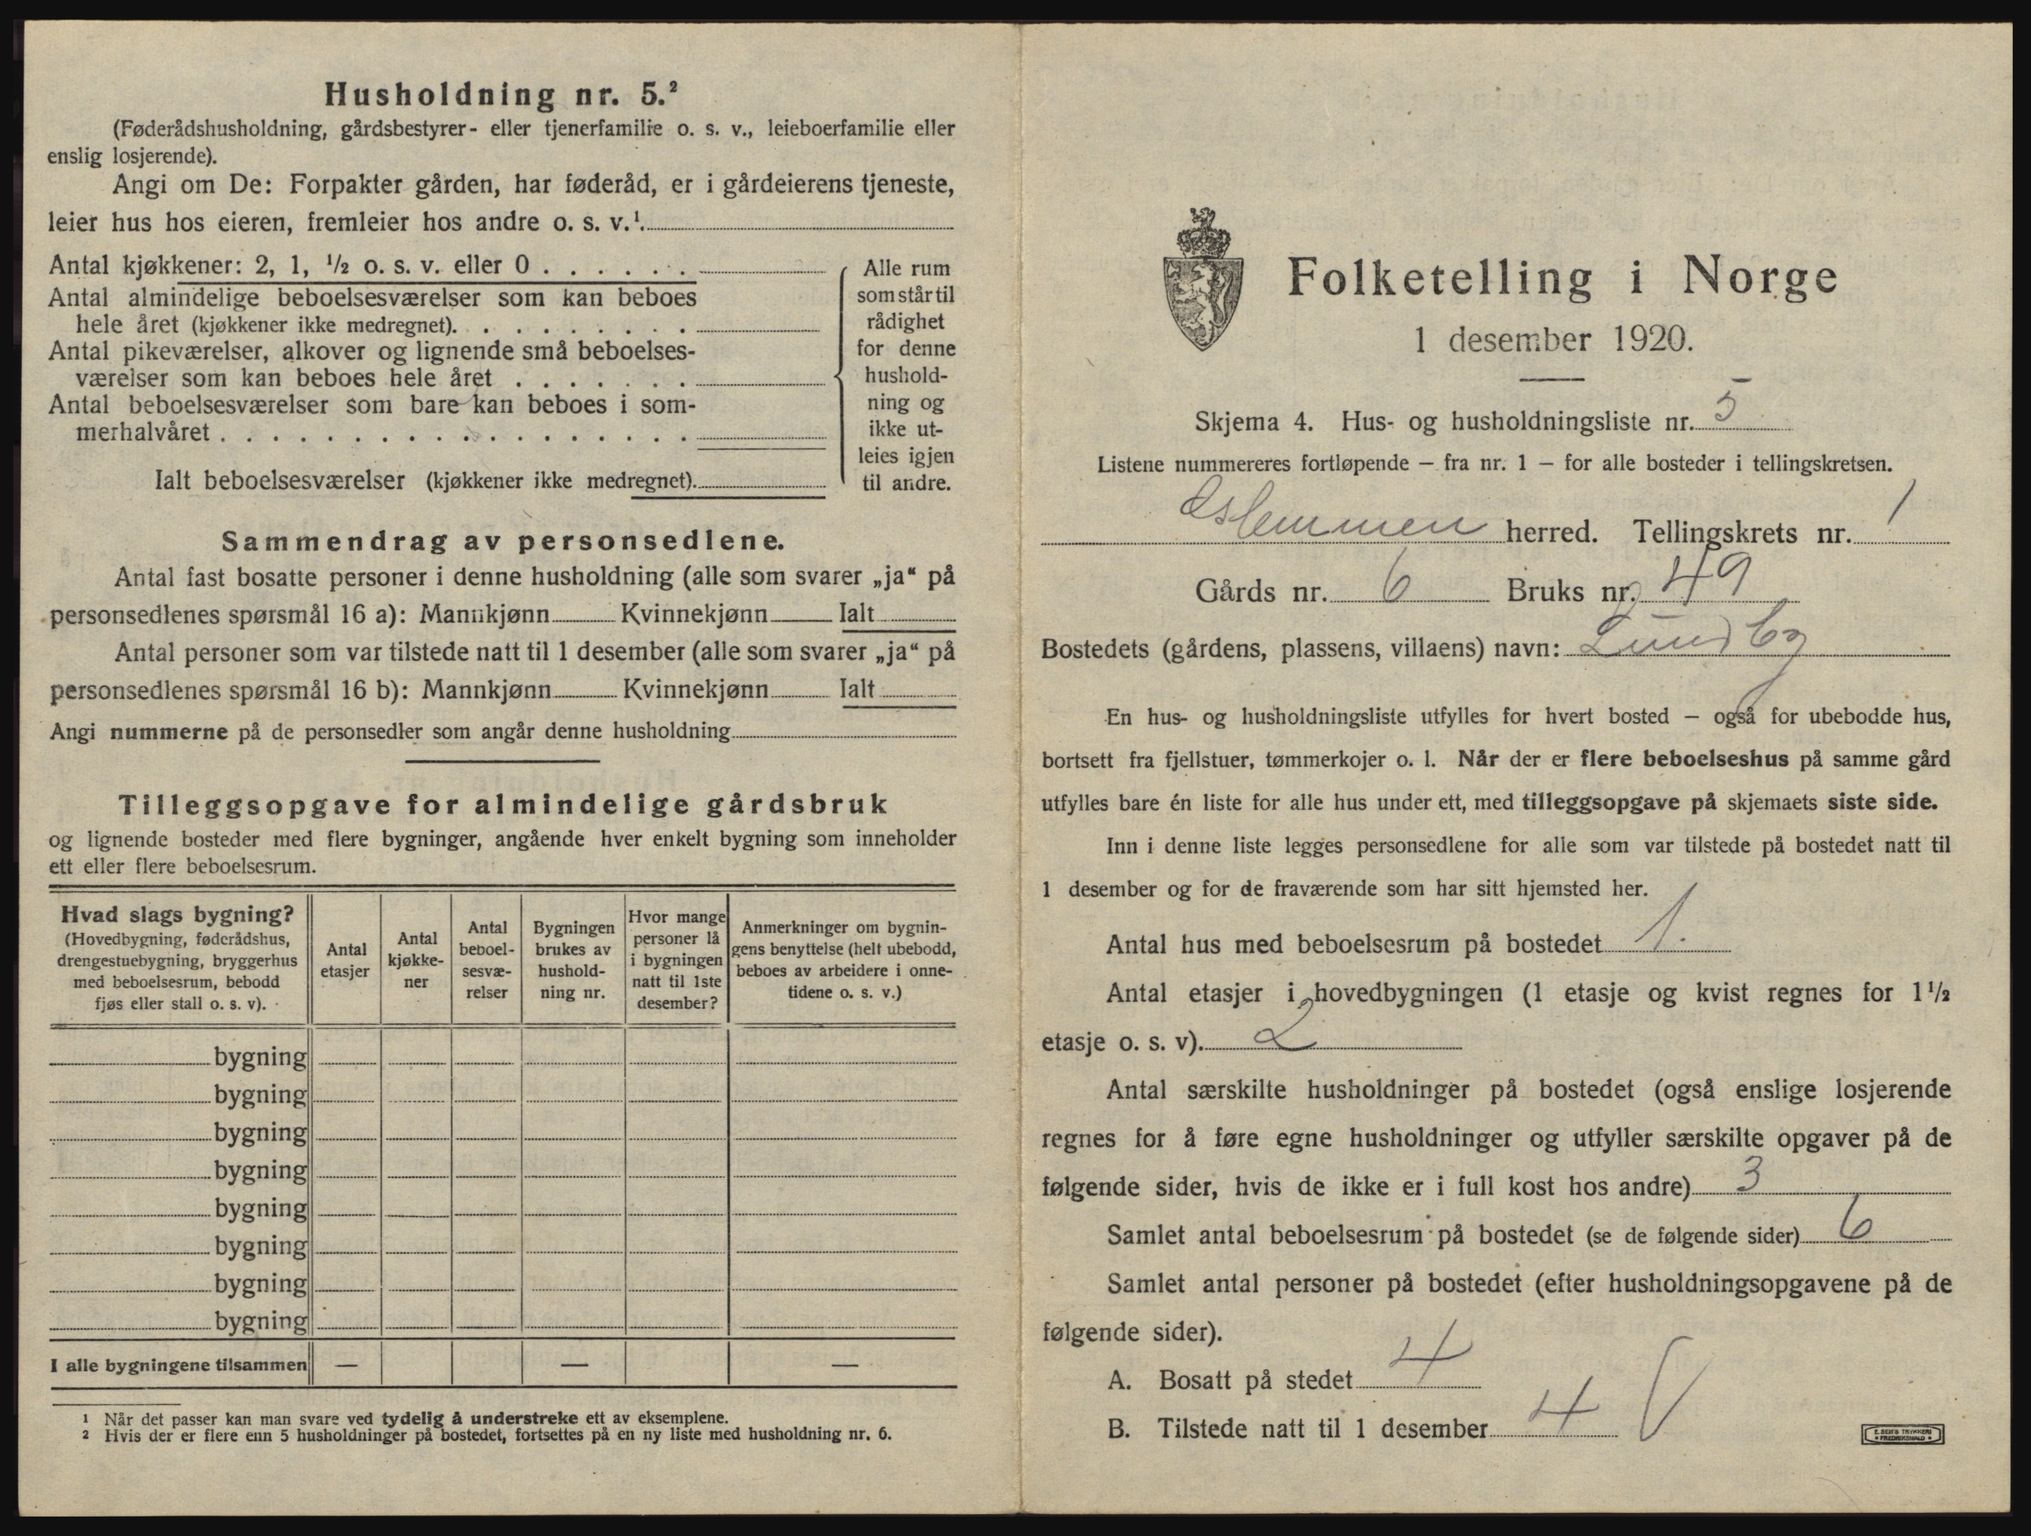 Husholdning nr. 5.²
(Føderådshusholdning, gårdsbestyrer- eller tjenerfamilie o. s. v., leieboerfamilie eller
enslig losjerende).
Angi om De: Forpakter gården, har føderåd, er i gårdeierens tjeneste,
leier hus hos eieren, fremleier hos andre o. s. v.¹.
Antal kjøkkener: 2, 1, ½ o. s. v. eller 0 . . . . . .
Antal almindelige beboelsesværelser som kan beboes
hele året (kjøkkener ikke medregnet). . . . . . . . .
Antal pikeværelser, alkover og lignende små beboelses-
værelser som kan beboes hele året . . . . . . .
Antal beboelsesværelser som bare kan beboes i som-
merhalvåret . . . . . . . . . . . . . . . . . .
Ialt beboelsesværelser (kjøkkener ikke medregnet).
Alle rum
som står til
rådighet
for denne
hushold-
ning og
ikke ut-
leies igjen
til andre.
Sammendrag av personsedlene.
Antal fast bosatte personer i denne husholdning (alle som svarer „ja“ på
personsedlenes spørsmål 16 a): Mannkjønn Kvinnekjønn Ialt
Antal personer som var tilstede natt til 1 desember (alle som svarer „ja“ på
personsedlenes spørsmål 16 b): Mannkjønn Kvinnekjønn Ialt
Angi nummerne på de personsedler som angår denne husholdning
Tilleggsopgave for almindelige gårdsbruk
og lignende bosteder med flere bygninger, angående hver enkelt bygning som inneholder
ett eller flere beboelsesrum.
Hvad slags bygning?
(Hovedbygning, føderådshus,
drengestuebygning, bryggerhus
med beboelsesrum, bebodd
fjøs eller stall o. s. v).
Antal
etasjer
Antal
kjøkke-
ner
Antal
beboel-
sesvæ-
relser
Bygningen
brukes av
hushold-
ning nr.
Hvor mange
personer lå
i bygningen
natt til 1ste
desember?
Anmerkninger om bygnin-
gens benyttelse (helt ubebodd,
beboes av arbeidere i onne-
tidene o. s. v.)
bygning
bygning
bygning
bygning
bygning
bygning
bygning
bygning
I alle bygningene tilsammen — — —
¹ Når det passer kan man svare ved tydelig å understreke ett av eksemplene.
² Hvis der er flere enn 5 husholdninger på bostedet, fortsettes på en ny liste med husholdning nr. 6.
Folketelling i Norge
1 desember 1920.
Skjema 4. Hus- og husholdningsliste nr. 5
Listene nummereres fortløpende – fra nr. 1 – for alle bosteder i tellingskretsen.
Glemmen herred. Tellingskrets nr. 1
Gårds nr. 6 Bruks nr. 49
Bostedets (gårdens, plassens, villaens) navn: Lundby
En hus- og husholdningsliste utfylles for hvert bosted – også for ubebodde hus,
bortsett fra fjellstuer, tømmerkojer o. l. Når der er flere beboelseshus på samme gård
utfylles bare én liste for alle hus under ett, med tilleggsopgave på skjemaets siste side.
Inn i denne liste legges personsedlene for alle som var tilstede på bostedet natt til
1 desember og for de fraværende som har sitt hjemsted her.
Antal hus med beboelsesrum på bostedet 1.
Antal etasjer i hovedbygningen (1 etasje og kvist regnes for 1½
etasje o. s. v). 2
Antal særskilte husholdninger på bostedet (også enslige losjerende
regnes for å føre egne husholdninger og utfyller særskilte opgaver på de
følgende sider, hvis de ikke er i full kost hos andre) 3
Samlet antal beboelsesrum på bostedet (se de følgende sider) 6
Samlet antal personer på bostedet (efter husholdningsopgavene på de
følgende sider).
A. Bosatt på stedet 4
B. Tilstede natt til 1 desember 4
E. SEJFS TRYKKERI
FREDRIKSHALD